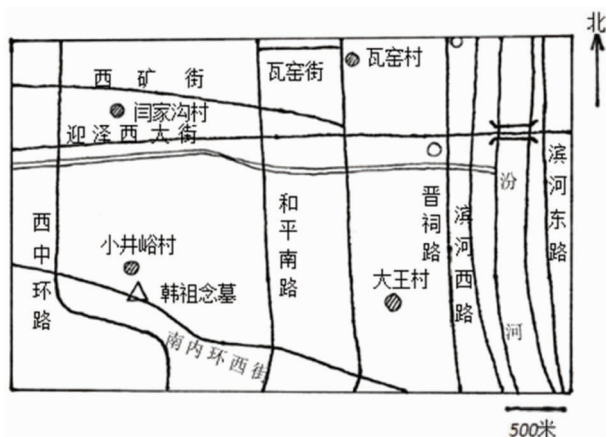 北
西矿街
瓦窑街
瓦窑村
闫家沟村
迎泽西大街
西中环路
小井峪村
韩祖念墓
南内环西街
和平南路
大王村
晋祠路
滨河西路
汾河
滨河东路
500米